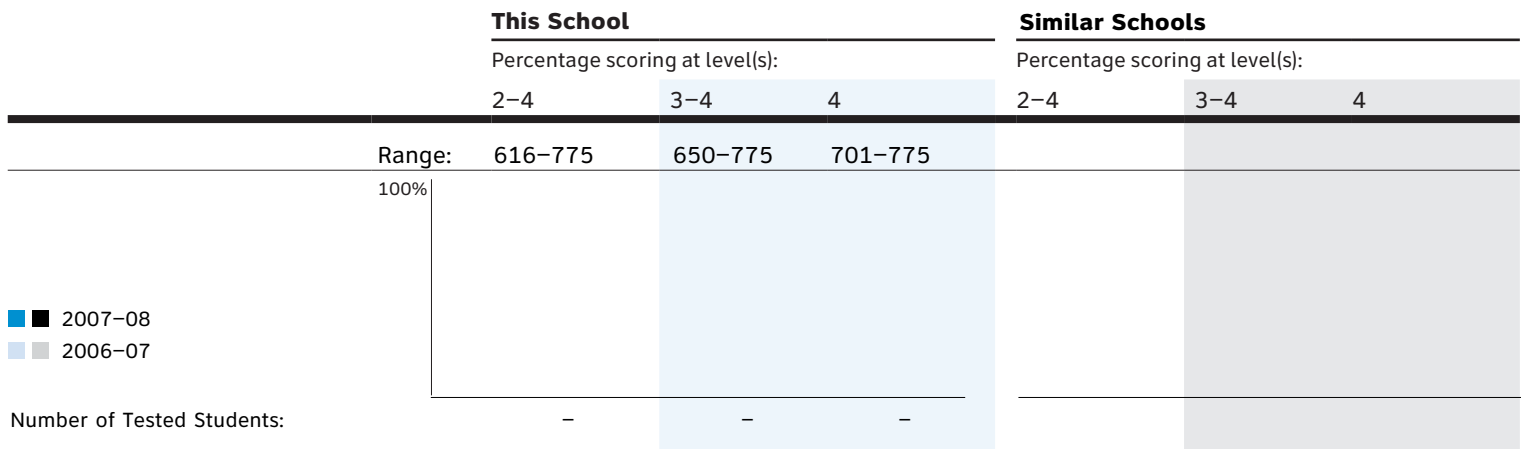 This School Similar Schools
Percentage scoring at level(s): Percentage scoring at level(s):
2–4 3–4 4 2–4 3–4 4
Range: 616–775 650–775 701–775
100%
2007–08
2006–07
Number of Tested Students: – – –